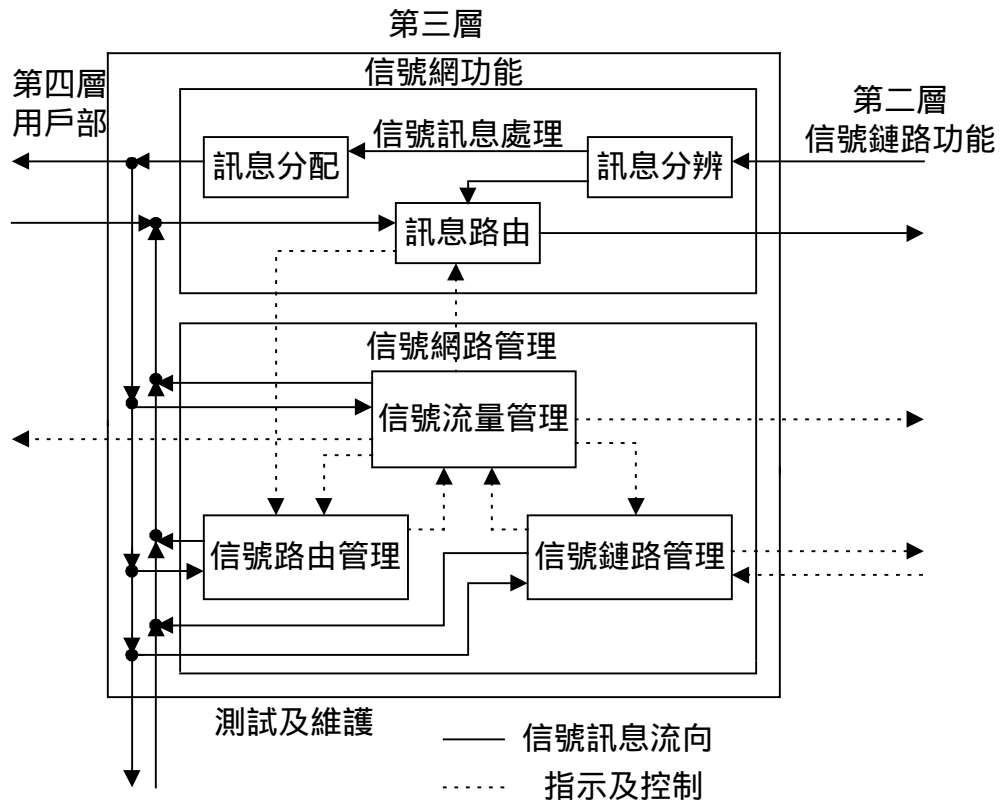 第三層
信號網功能
第四層
用戶部
第二層
信號鏈路功能
信號訊息處理
訊息分配
訊息分辨
訊息路由
信號網路管理
信號流量管理
信號路由管理
信號鏈路管理
測試及維護
信號訊息流向
指示及控制